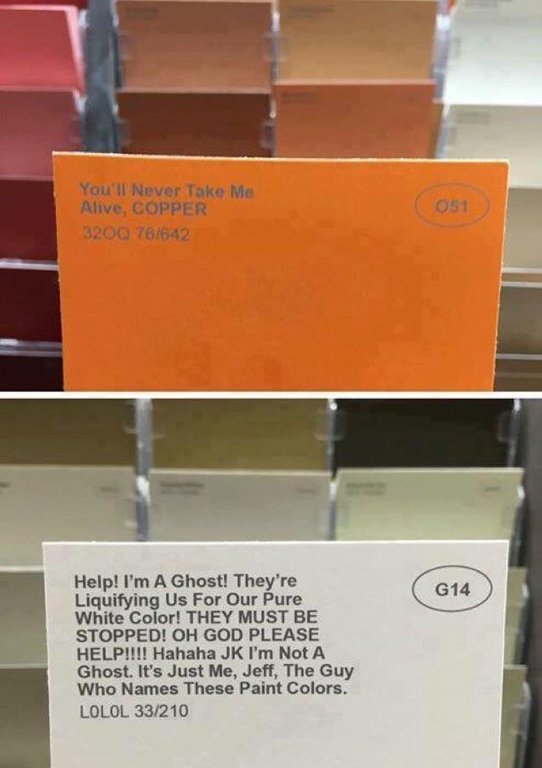 You'll Never Take Me
Alive, COPPER
32OQ 76/642
O51
Help! I'm A Ghost! They're
Liquifying Us For Our Pure
White Color! THEY MUST BE
STOPPED! OH GOD PLEASE
HELP!!!! Hahaha JK I'm Not A
Ghost. It's Just Me, Jeff, The Guy
Who Names These Paint Colors.
LOLOL 33/210
G14